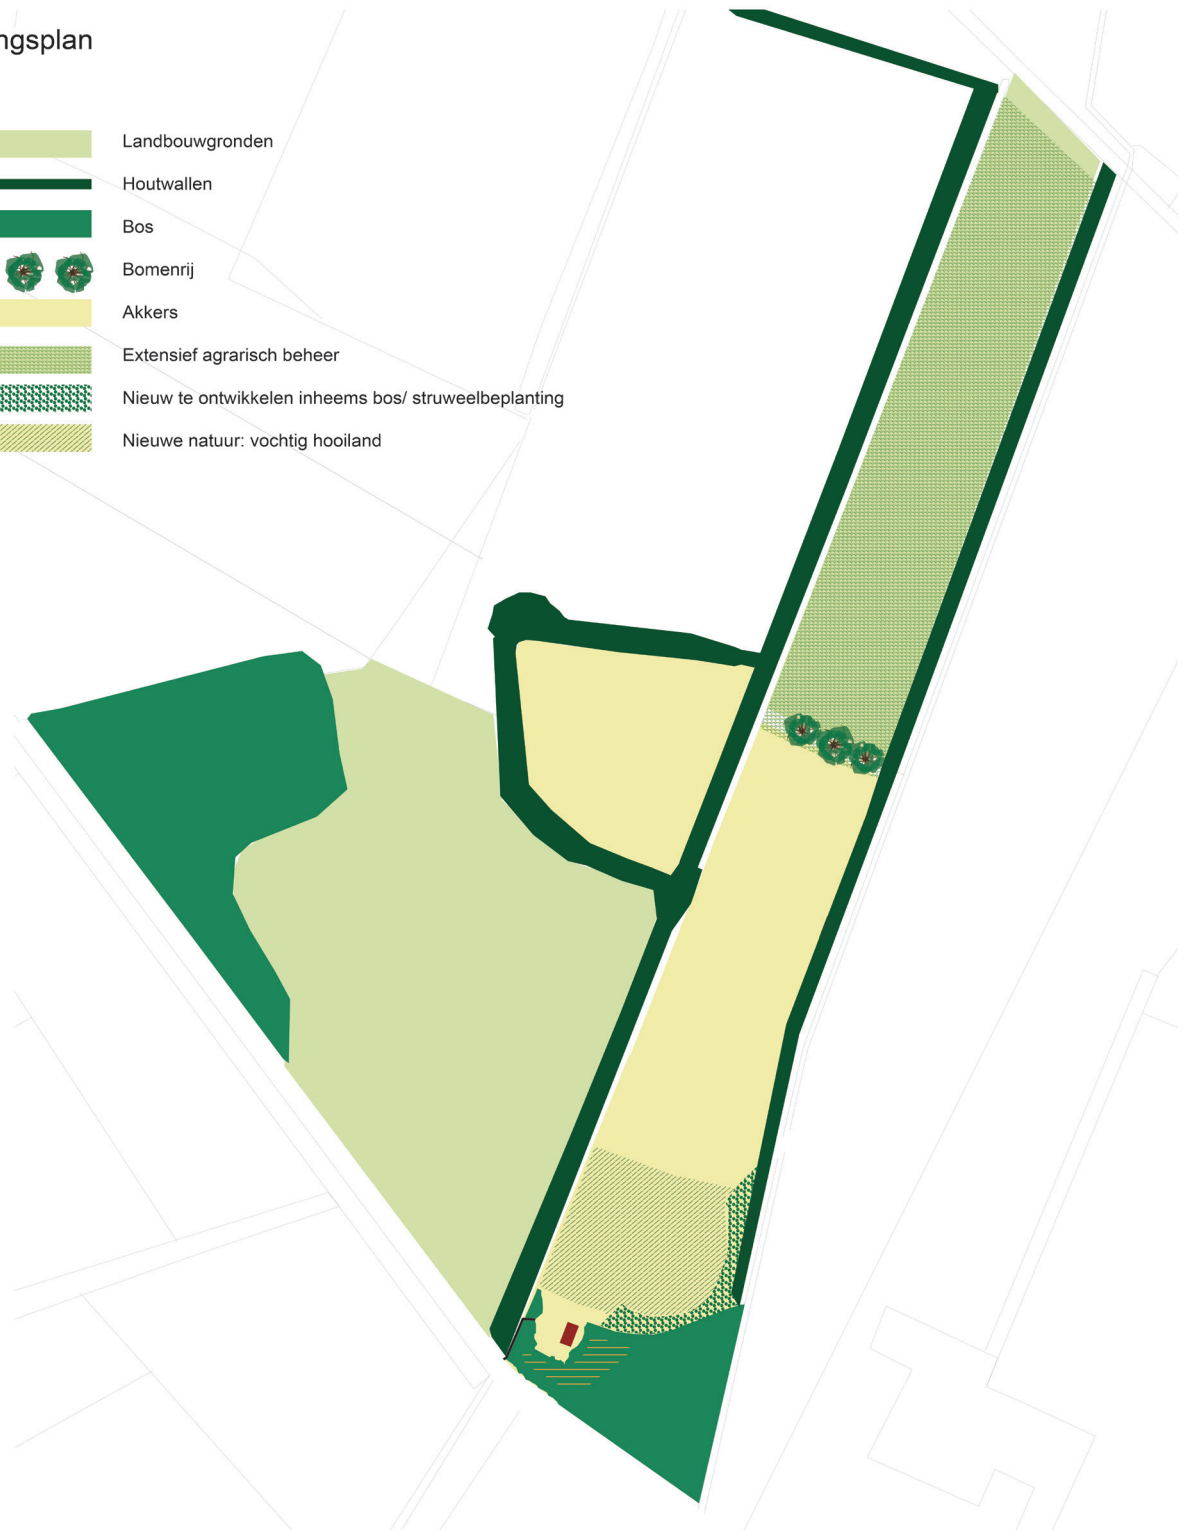 ngsplan
Landbouwgronden
Houtwallen
Bos
Bomenrij
Akkers
Extensief agrarisch beheer
Nieuw te ontwikkelen inheems bos/ struweelbeplanting
Nieuwe natuur: vochtig hooiland